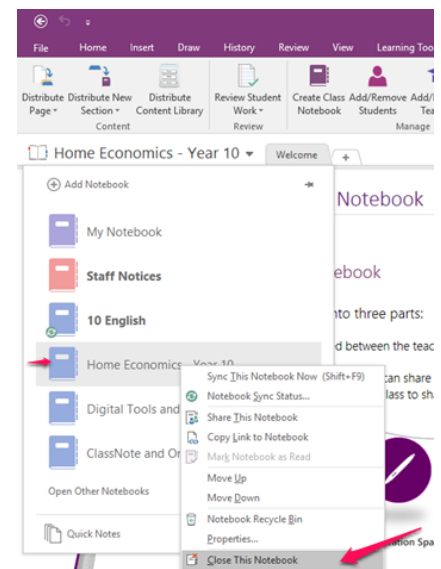 File Home Insert Draw History Review View Learning Too
Distribute Distribute New Distribute Review Student Create Class Add/Remove Add/
Page Section Content Library Work Notebook Students Tea
Content Review Manage
Home Economics - Year 10 Welcome +
Add Notebook
Notebook
My Notebook
Staff Notices
ebook
10 English
nto three parts:
d between the teac
Home Economics - Year 10
Sync This Notebook Now (Shift+F9)
can share
Notebook Sync Status...
lass to sh
Digital Tools and
Share This Notebook
Copy Link to Notebook
ClassNote and Or
Mark Notebook as Read
Move Up
Open Other Notebooks
Move Down
Notebook Recycle Bin
Quick Notes
Properties...
ration Spa
Close This Notebook